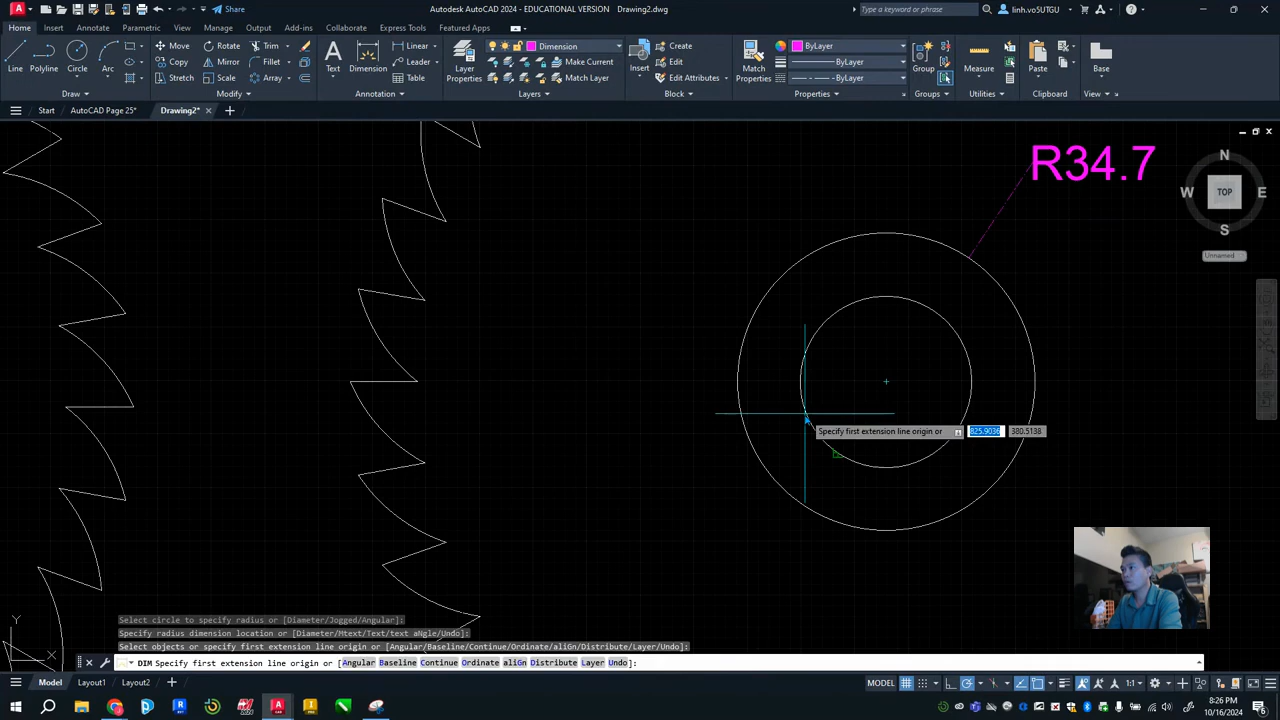 Share
Autodesk AutoCAD 2024 - EDUCATIONAL VERSION Drawing2.dwg
Type a keyword or phrase
linh.vo5UTGU
Home Insert Annotate Parametric View Manage Output Collaborate Express Tools Featured Apps
Line
Polyline
Circle
Arc
Move Rotate Trim
Copy Mirror Fillet
Stretch Scale Array
Text
Dimension
Linear
Leader
Table
Layer
Properties
Dimension
Make Current
Match Layer
Insert
Create
Edit
Edit Attributes
Match
Properties
ByLayer
ByLayer
ByLayer
Group
Measure
Paste
Base
Draw Modify Annotation Layers Block Properties Groups Utilities Clipboard View
Start AutoCAD Page 25* Drawing2*
R34.7
N
W TOP E
S
Unnamed
Specify first extension line origin or 825.9036 380.5138
Y
Select circle to specify radius or [Diameter/Jogged/Angular]:
Specify radius dimension location or [Diameter/Mtext/Text/text aNgle/Undo]:
Select objects or specify first extension line origin or [Angular/Baseline/Continue/Ordinate/aliGn/Distribute/Layer/Undo]:
DIM Specify first extension line origin or [Angular Baseline Continue Ordinate aliGn Distribute Layer Undo]:
Model Layout1 Layout2
MODEL 1:1
8:26 PM
10/16/2024